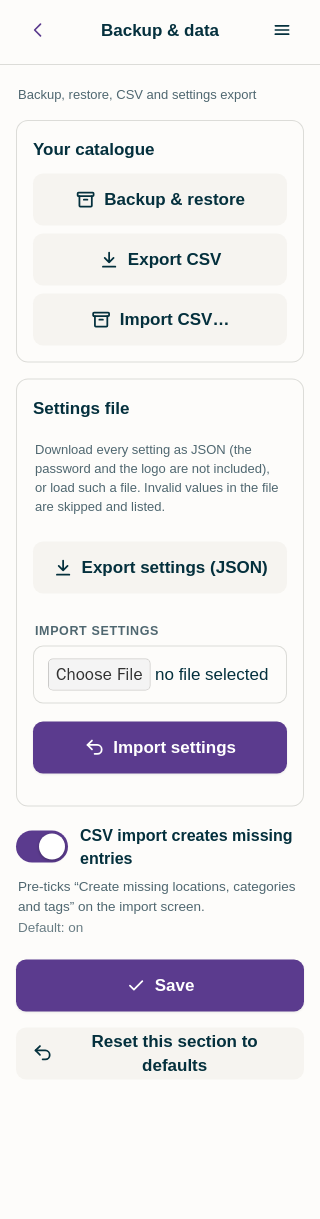 Backup & data
Backup, restore, CSV and settings export
Your catalogue
Backup & restore
Export CSV
Import CSV…
Settings file
Download every setting as JSON (the
password and the logo are not included),
or load such a file. Invalid values in the file
are skipped and listed.
Export settings (JSON)
IMPORT SETTINGS
Choose File no file selected
Import settings
CSV import creates missing
entries
Pre-ticks “Create missing locations, categories
and tags” on the import screen.
Default: on
Save
Reset this section to
defaults